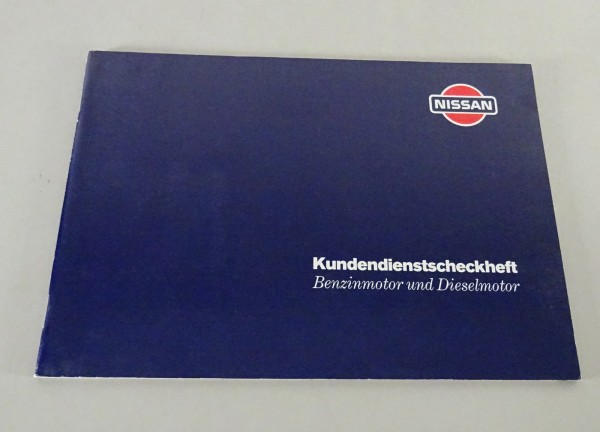 NISSAN
Kundendienstscheckheft
Benzinmotor und Dieselmotor